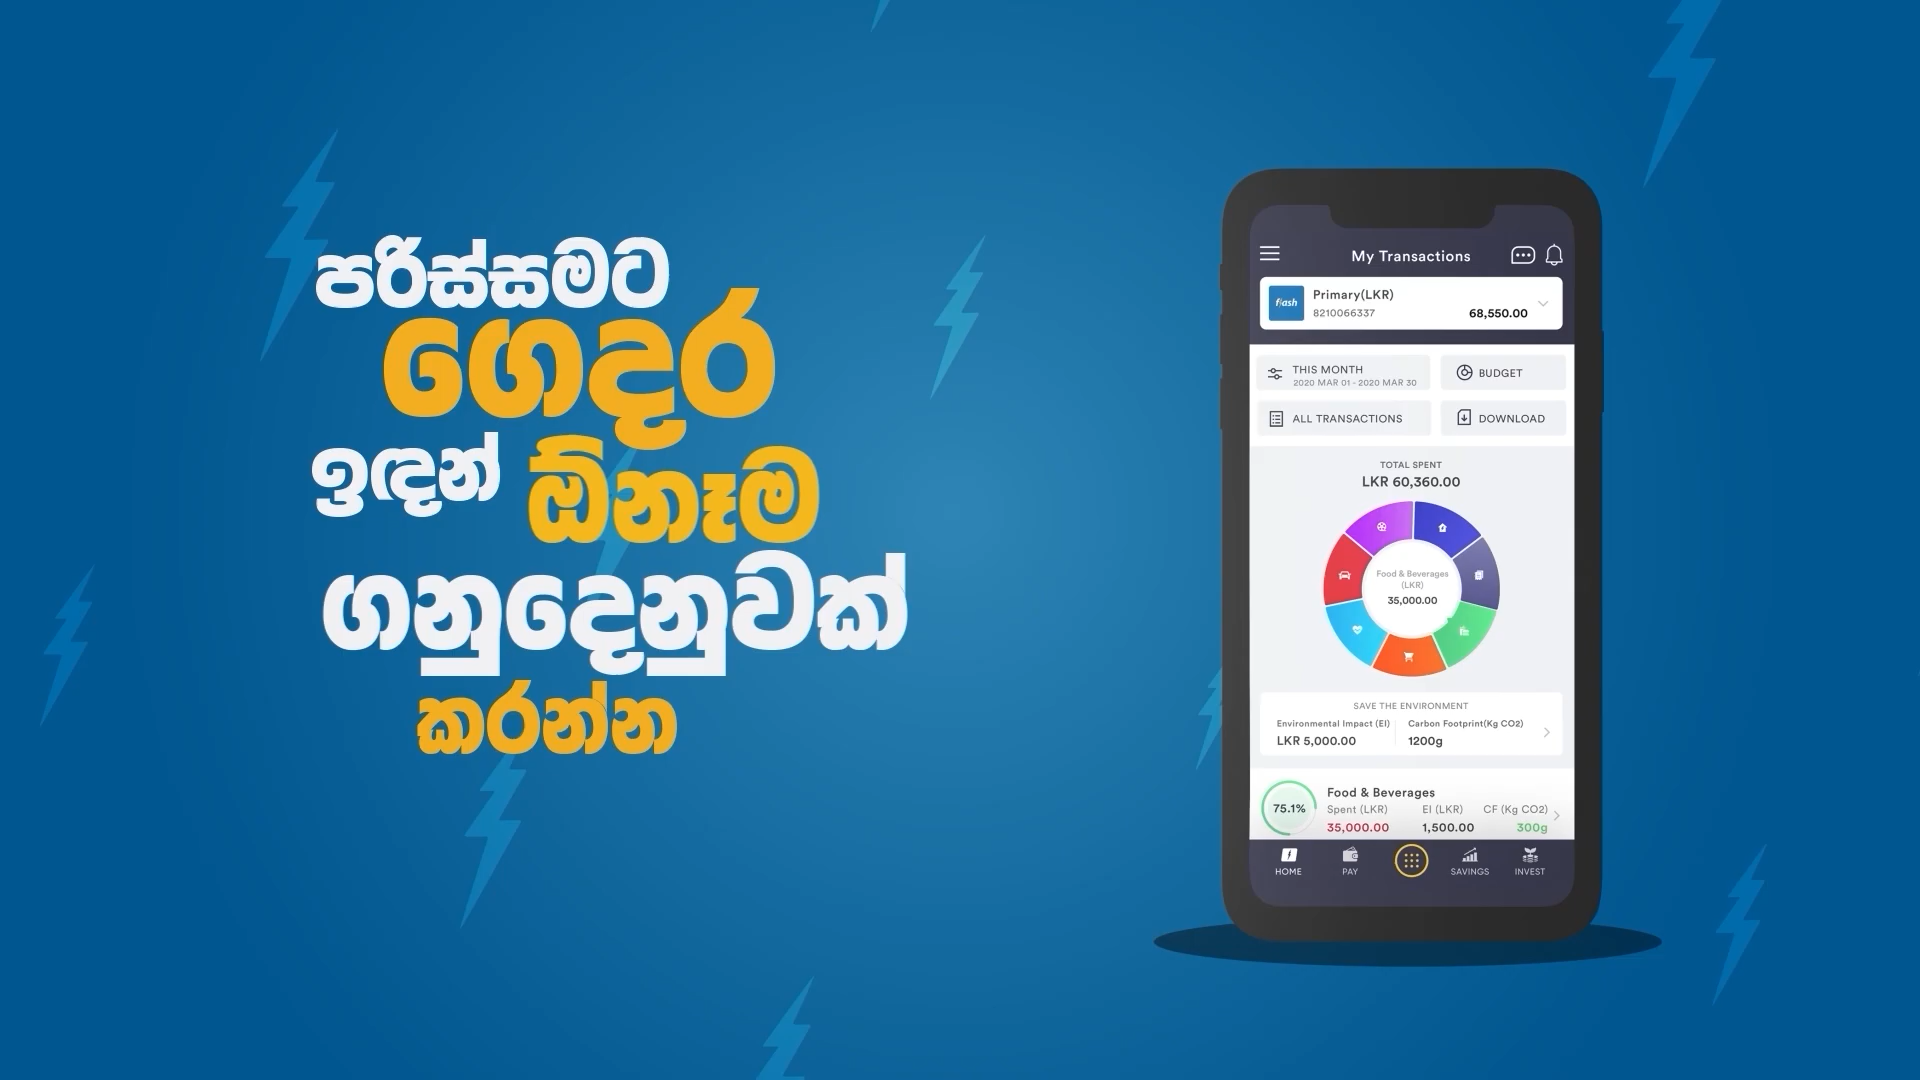 පරිස්සමට
ගෙදර
ඉඳන් ඕනෑම
ගනුදෙනුවක්
කරන්න
My Transactions
flash
Primary(LKR)
8210066337
68,550.00
THIS MONTH
2020 MAR 01 - 2020 MAR 30
BUDGET
ALL TRANSACTIONS
DOWNLOAD
TOTAL SPENT
LKR 60,360.00
Food & Beverages
(LKR)
35,000.00
SAVE THE ENVIRONMENT
Environmental Impact (EI) Carbon Footprint(Kg CO2)
LKR 5,000.00 1200g
75.1%
Food & Beverages
Spent (LKR) EI (LKR) CF (Kg CO2)
35,000.00 1,500.00 300g
HOME PAY SAVINGS INVEST